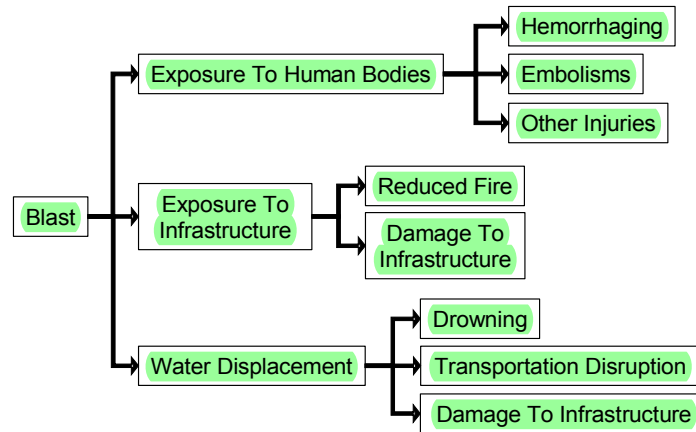 Hemorrhaging
Exposure To Human Bodies
Embolisms
Other Injuries
Reduced Fire
Exposure To
Infrastructure
Blast
Damage To
Infrastructure
Drowning
Water Displacement
Transportation Disruption
Damage To Infrastructure